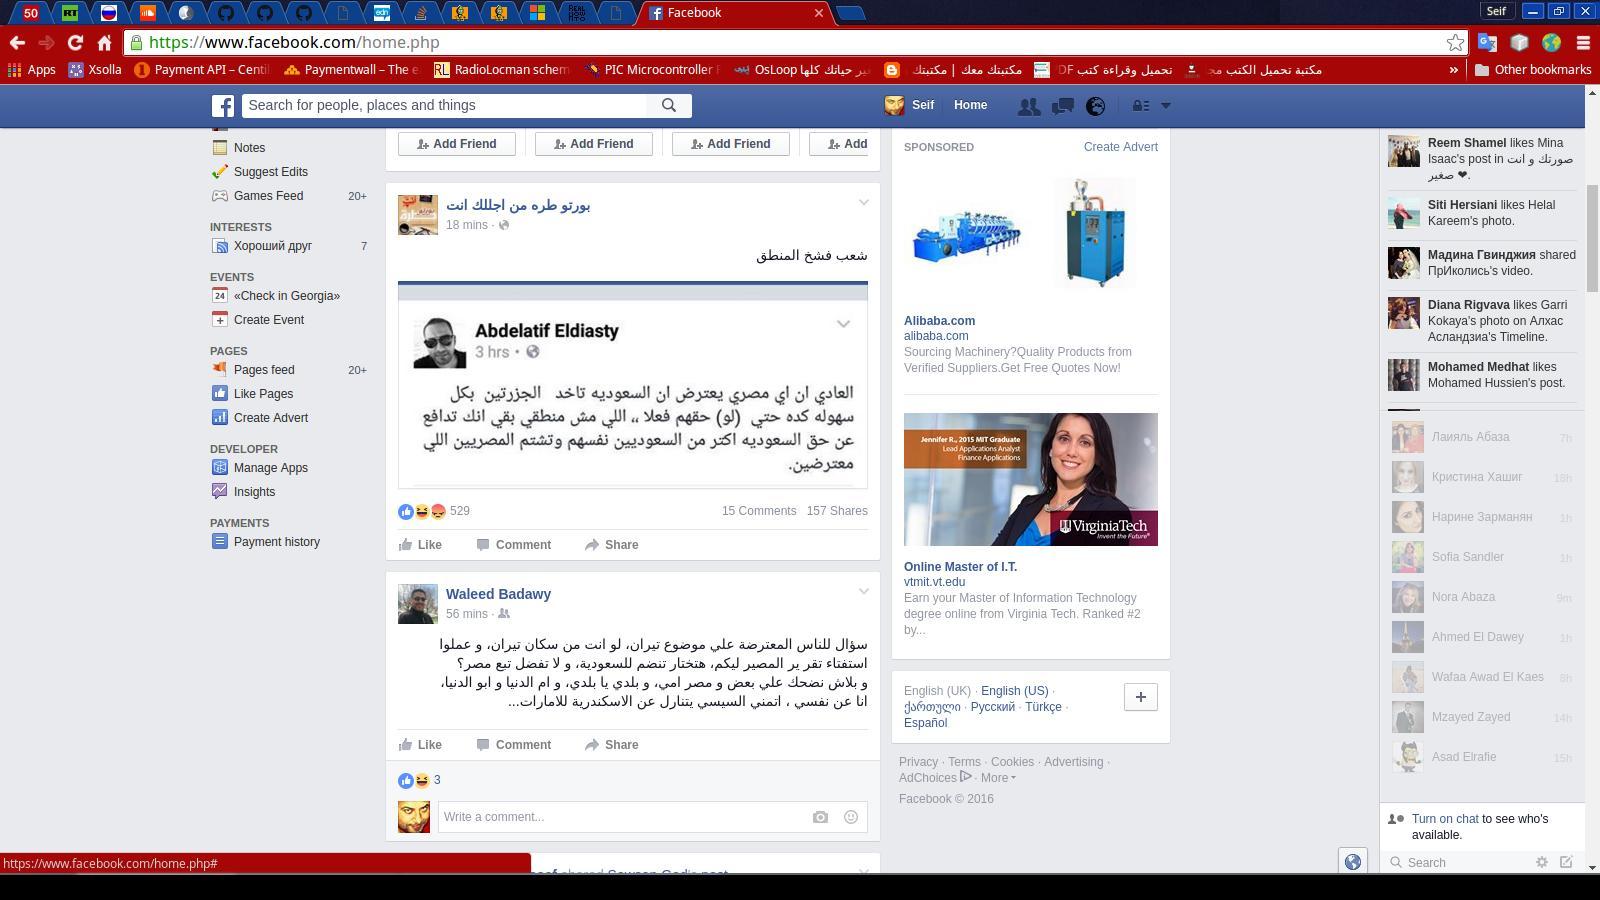 50
RT
edn
Facebook
Seif
https://www.facebook.com/home.php
Apps
Xsolla
Payment API – Centi
Paymentwall – The e
RadioLocman schem
PIC Microcontroller F
OsLoop غير حياتك كلها
مكتبتك معك | مكتبتك
تحميل وقراءة كتب DF
مكتبة تحميل الكتب مج
Other bookmarks
Search for people, places and things
Seif
Home
Notes
Suggest Edits
Games Feed 20+
INTERESTS
Хороший друг 7
EVENTS
24 «Check in Georgia»
Create Event
PAGES
Pages feed 20+
Like Pages
Create Advert
DEVELOPER
Manage Apps
Insights
PAYMENTS
Payment history
Add Friend
Add Friend
Add Friend
Add
بورتو طره من اجللك انت
18 mins ·
شعب فشخ المنطق
Abdelatif Eldiasty
3 hrs ·
العادي ان اي مصري يعترض ان السعوديه تاخد الجزرتين بكل
سهوله كده حتي (لو) حقهم فعلا ،، اللي مش منطقي بقي انك تدافع
عن حق السعوديه اكتر من السعوديين نفسهم وتشتم المصريين اللي
معترضين.
529
15 Comments 157 Shares
Like Comment Share
Waleed Badawy
56 mins ·
سؤال للناس المعترضة علي موضوع تيران، لو انت من سكان تيران، و عملوا
استفتاء تقر ير المصير ليكم، هتختار تنضم للسعودية، و لا تفضل تبع مصر؟
و بلاش نضحك علي بعض و مصر امي، و بلدي يا بلدي، و ام الدنيا و ابو الدنيا،
انا عن نفسي ، اتمني السيسي يتنارل عن الاسكندرية للامارات...
Like Comment Share
3
Write a comment...
SPONSORED
Create Advert
Alibaba.com
alibaba.com
Sourcing Machinery?Quality Products from
Verified Suppliers.Get Free Quotes Now!
Jennifer R., 2015 MIT Graduate
Lead Applications Analyst
Finance Applications
VirginiaTech
Invent the Future®
Online Master of I.T.
vtmit.vt.edu
Earn your Master of Information Technology
degree online from Virginia Tech. Ranked #2
by...
English (UK) · English (US) ·
ქართული · Русский · Türkçe ·
Español
Privacy · Terms · Cookies · Advertising ·
AdChoices · More
Facebook © 2016
Reem Shamel likes Mina
Isaac's post in صورتك و انت
صغير ❤.
Siti Hersiani likes Helal
Kareem's photo.
Мадина Гвинджия shared
ПрИколись's video.
Diana Rigvava likes Garri
Kokaya's photo on Алхас
Асландзиа's Timeline.
Mohamed Medhat likes
Mohamed Hussien's post.
Лаияль Абаза 7h
Кристина Хашиг 18h
Нарине Зарманян 1h
Sofia Sandler 1h
Nora Abaza 9m
Ahmed El Dawey 1h
Wafaa Awad El Kaes 8h
Mzayed Zayed 14h
Asad Elrafie 15h
Turn on chat to see who's
available.
Search
https://www.facebook.com/home.php#